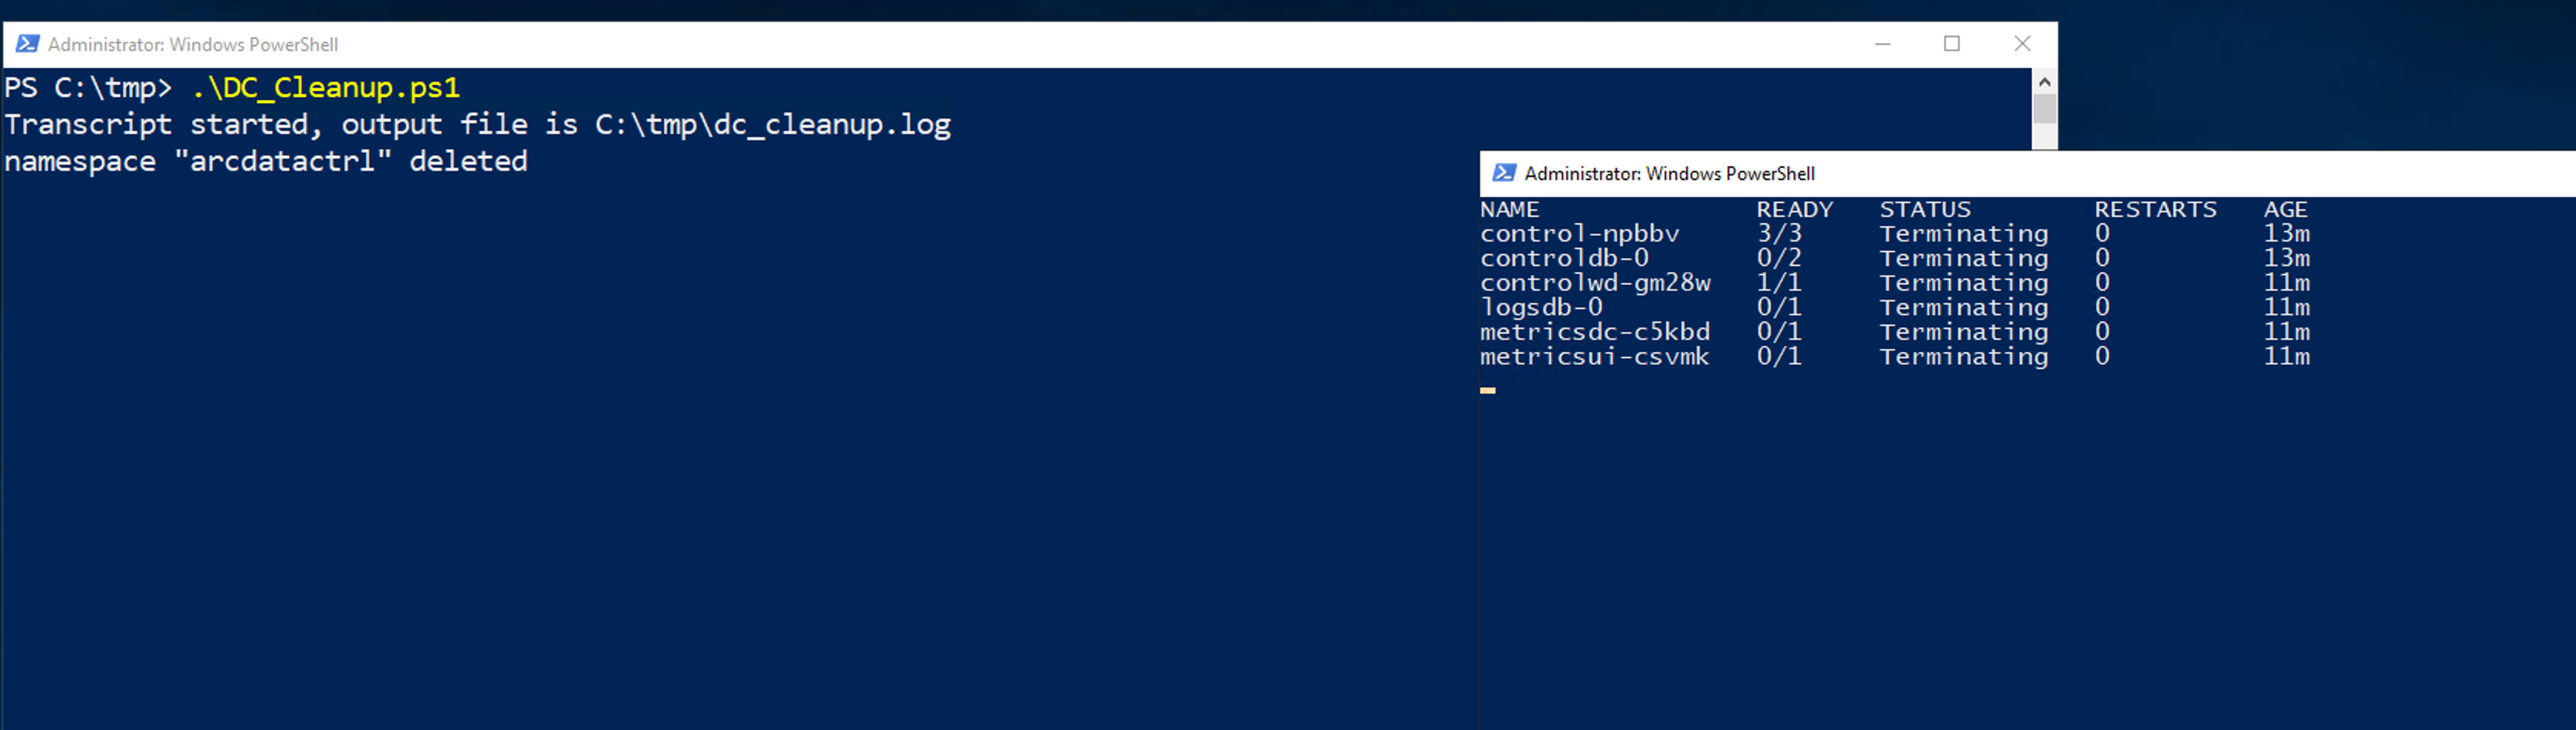 Administrator: Windows PowerShell
PS C:\tmp> .\DC_Cleanup.ps1
Transcript started, output file is C:\tmp\dc_cleanup.log
namespace "arcdatactrl" deleted
Administrator: Windows PowerShell
NAME READY STATUS RESTARTS AGE
control-npbbv 3/3 Terminating 0 13m
controldb-0 0/2 Terminating 0 13m
controlwd-gm28w 1/1 Terminating 0 11m
logsdb-0 0/1 Terminating 0 11m
metricsdc-c5kbd 0/1 Terminating 0 11m
metricsui-csvmk 0/1 Terminating 0 11m